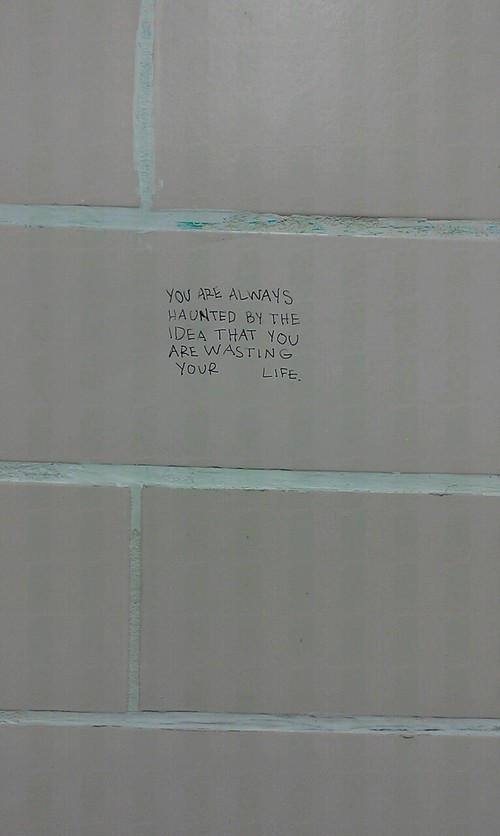 YOU ARE ALWAYS
HAUNTED BY THE
IDEA THAT YOU
ARE WASTING
YOUR LIFE.